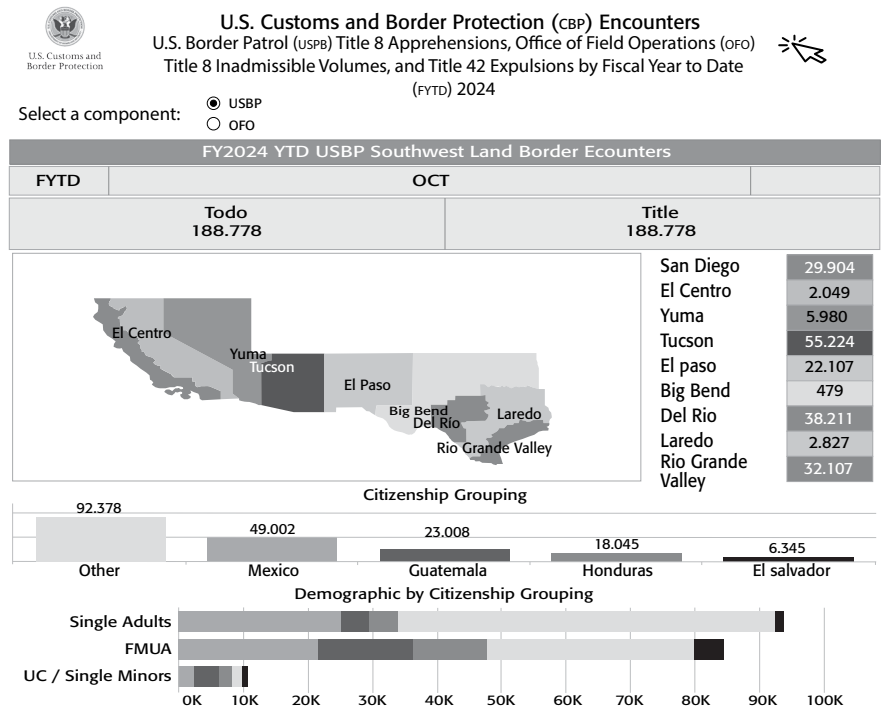 U.S. Customs and Border Protection (CBP) Encounters
U.S. Border Patrol (USPB) Title 8 Apprehensions, Office of Field Operations (OFO)
Title 8 Inadmissible Volumes, and Title 42 Expulsions by Fiscal Year to Date
(FYTD) 2024
U.S. Customs and
Border Protection
Select a component:
USBP
OFO
FY2024 YTD USBP Southwest Land Border Ecounters
FYTD
OCT
Todo
188.778
Title
188.778
El Centro
Yuma
Tucson
El Paso
Big Bend
Del Río
Laredo
Rio Grande Valley
San Diego 29.904
El Centro 2.049
Yuma 5.980
Tucson 55.224
El paso 22.107
Big Bend 479
Del Rio 38.211
Laredo 2.827
Rio Grande
Valley 32.107
Citizenship Grouping
92.378
49.002
23.008
18.045
6.345
Other Mexico Guatemala Honduras El salvador
Demographic by Citizenship Grouping
Single Adults
FMUA
UC / Single Minors
0K 10K 20K 30K 40K 50K 60K 70K 80K 90K 100K